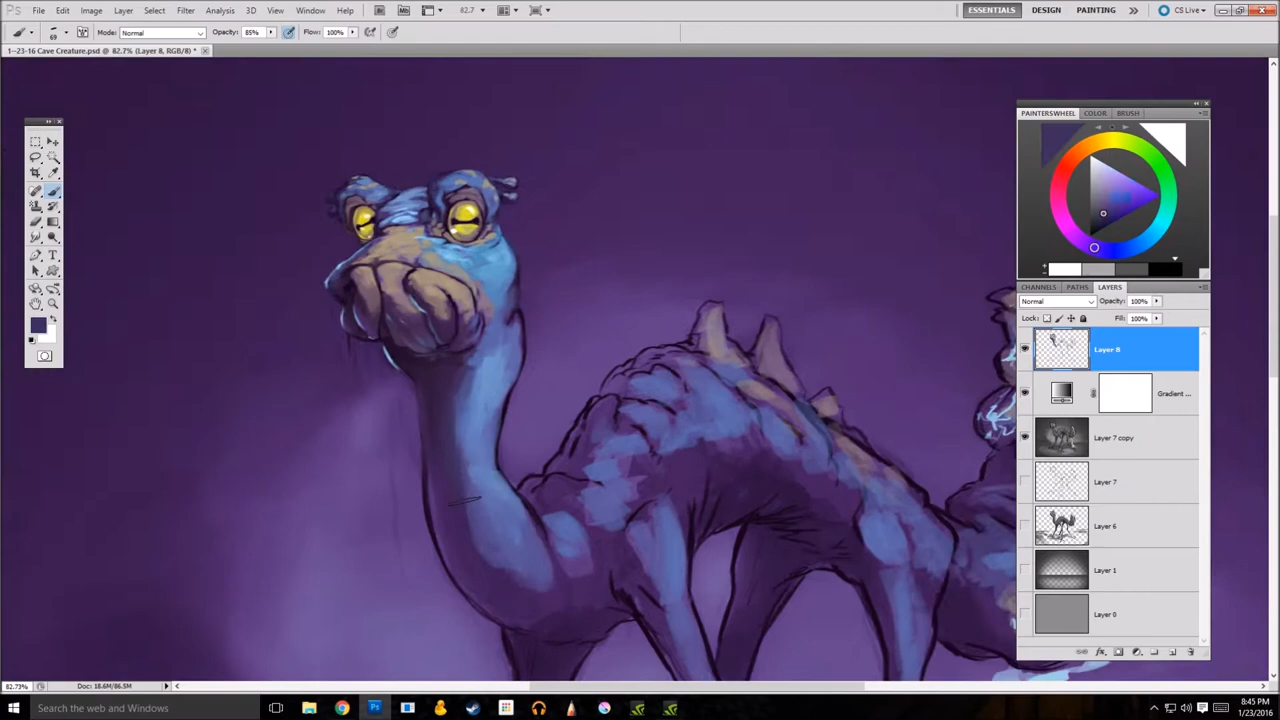 Ps File Edit Image Layer Select Filter Analysis 3D View Window Help Br Mb 82.7 ESSENTIALS DESIGN PAINTING CS Live
69 Mode: Normal Opacity: 85% Flow: 100%
1--23-16 Cave Creature.psd @ 82.7% (Layer 8, RGB/8) *
PAINTERSWHEEL COLOR BRUSH
CHANNELS PATHS LAYERS
Normal Opacity: 100%
Lock: Fill: 100%
Layer 8
Gradient ...
Layer 7 copy
Layer 7
Layer 6
Layer 1
Layer 0
82.73% Doc: 18.6M/86.5M
Search the web and Windows
8:45 PM
1/23/2016